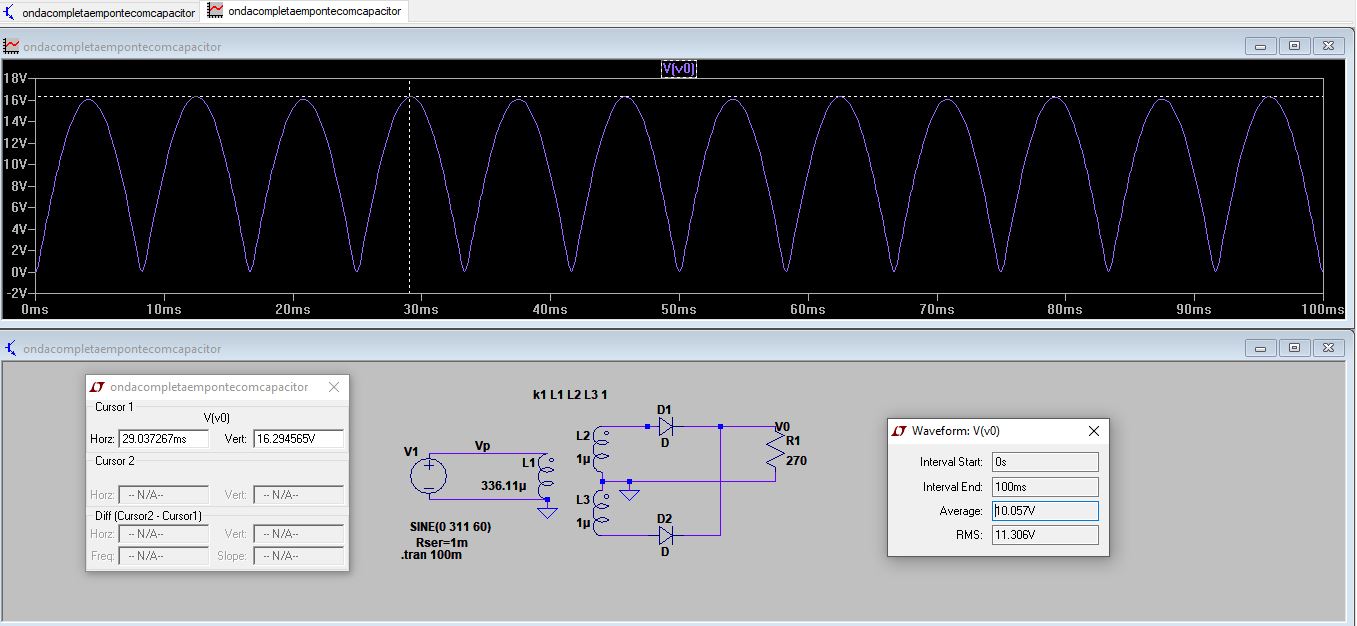 ondacompletaempontecomcapacitor ondacompletaempontecomcapacitor
ondacompletaempontecomcapacitor
V(v0)
18V
16V
14V
12V
10V
8V
6V
4V
2V
0V
-2V
0ms 10ms 20ms 30ms 40ms 50ms 60ms 70ms 80ms 90ms 100ms
ondacompletaempontecomcapacitor
ondacompletaempontecomcapacitor
Cursor 1
V(v0)
Horz: 29.037267ms Vert: 16.294565V
Cursor 2
Horz: -- N/A-- Vert: -- N/A--
Diff (Cursor2 - Cursor1)
Horz: -- N/A-- Vert: -- N/A--
Freq: -- N/A-- Slope: -- N/A--
k1 L1 L2 L3 1
V1
Vp
L1
336.11µ
SINE(0 311 60)
Rser=1m
.tran 100m
L2
1µ
L3
1µ
D1
D
D2
D
V0
R1
270
Waveform: V(v0)
Interval Start: 0s
Interval End: 100ms
Average: 10.057V
RMS: 11.306V